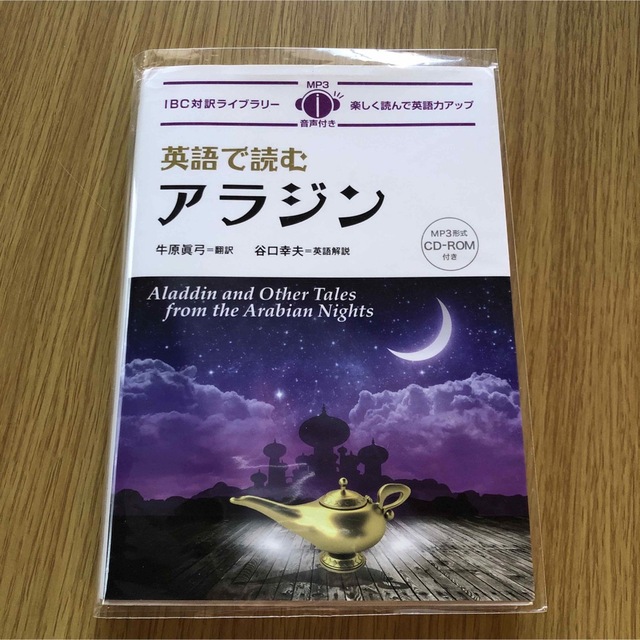 IBC対訳ライブラリー
MP3
音声付き
楽しく読んで英語力アップ
英語で読む
アラジン
牛原眞弓=翻訳 谷口幸夫=英語解説
MP3形式
CD-ROM
付き
Aladdin and Other Tales
from the Arabian Nights